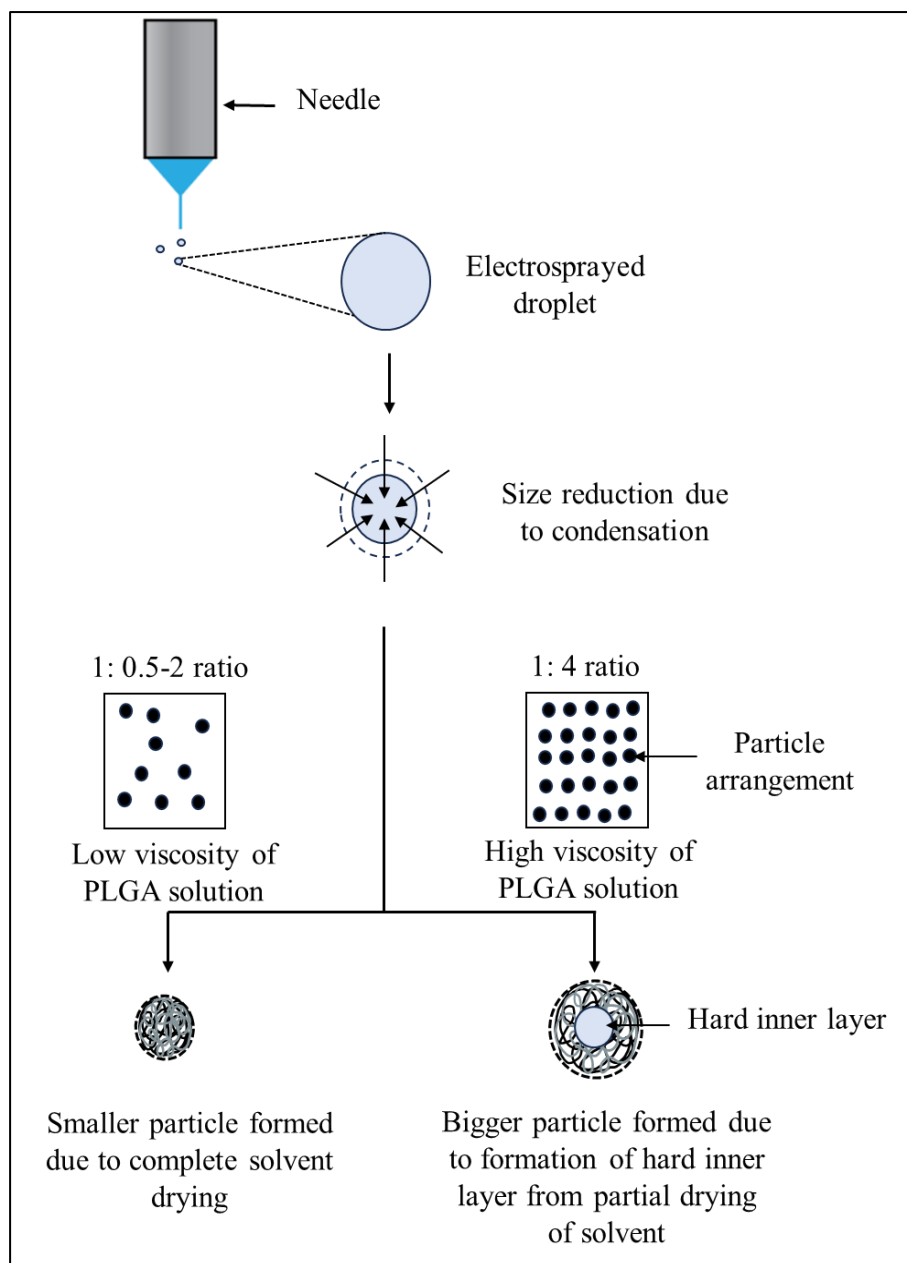 Needle
Electrosprayed
droplet
Size reduction due
to condensation
1: 0.5-2 ratio
Low viscosity of
PLGA solution
1: 4 ratio
Particle
arrangement
High viscosity of
PLGA solution
Hard inner layer
Smaller particle formed
due to complete solvent
drying
Bigger particle formed due
to formation of hard inner
layer from partial drying
of solvent